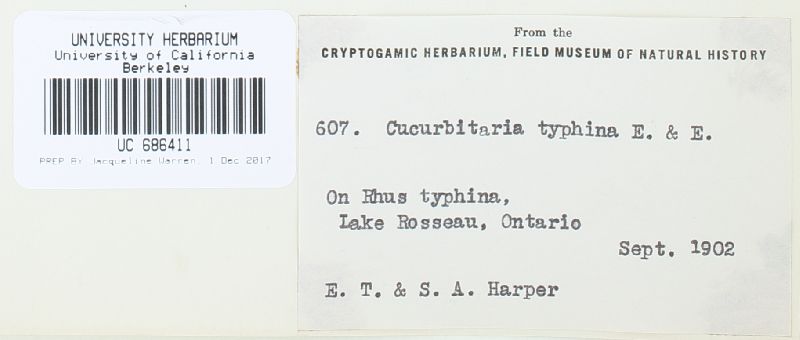 UNIVERSITY HERBARIUM
University of California
Berkeley
UC 686411
PREP BY Jacqueline Warren, 1 Dec 2017
From the
CRYPTOGAMIC HERBARIUM, FIELD MUSEUM OF NATURAL HISTORY
607. Cucurbitaria typhina E. & E.
On Rhus typhina,
Lake Rosseau, Ontario
Sept. 1902
E. T. & S. A. Harper